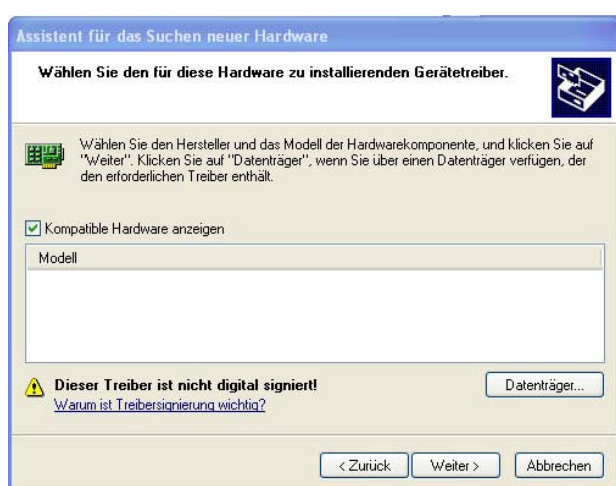 Assistent für das Suchen neuer Hardware
Wählen Sie den für diese Hardware zu installierenden Gerätetreiber.
Wählen Sie den Hersteller und das Modell der Hardwarekomponente, und klicken Sie auf
"Weiter". Klicken Sie auf "Datenträger", wenn Sie über einen Datenträger verfügen, der
den erforderlichen Treiber enthält.
Kompatible Hardware anzeigen
Modell
Dieser Treiber ist nicht digital signiert!
Datenträger...
Warum ist Treibersignierung wichtig?
< Zurück
Weiter >
Abbrechen